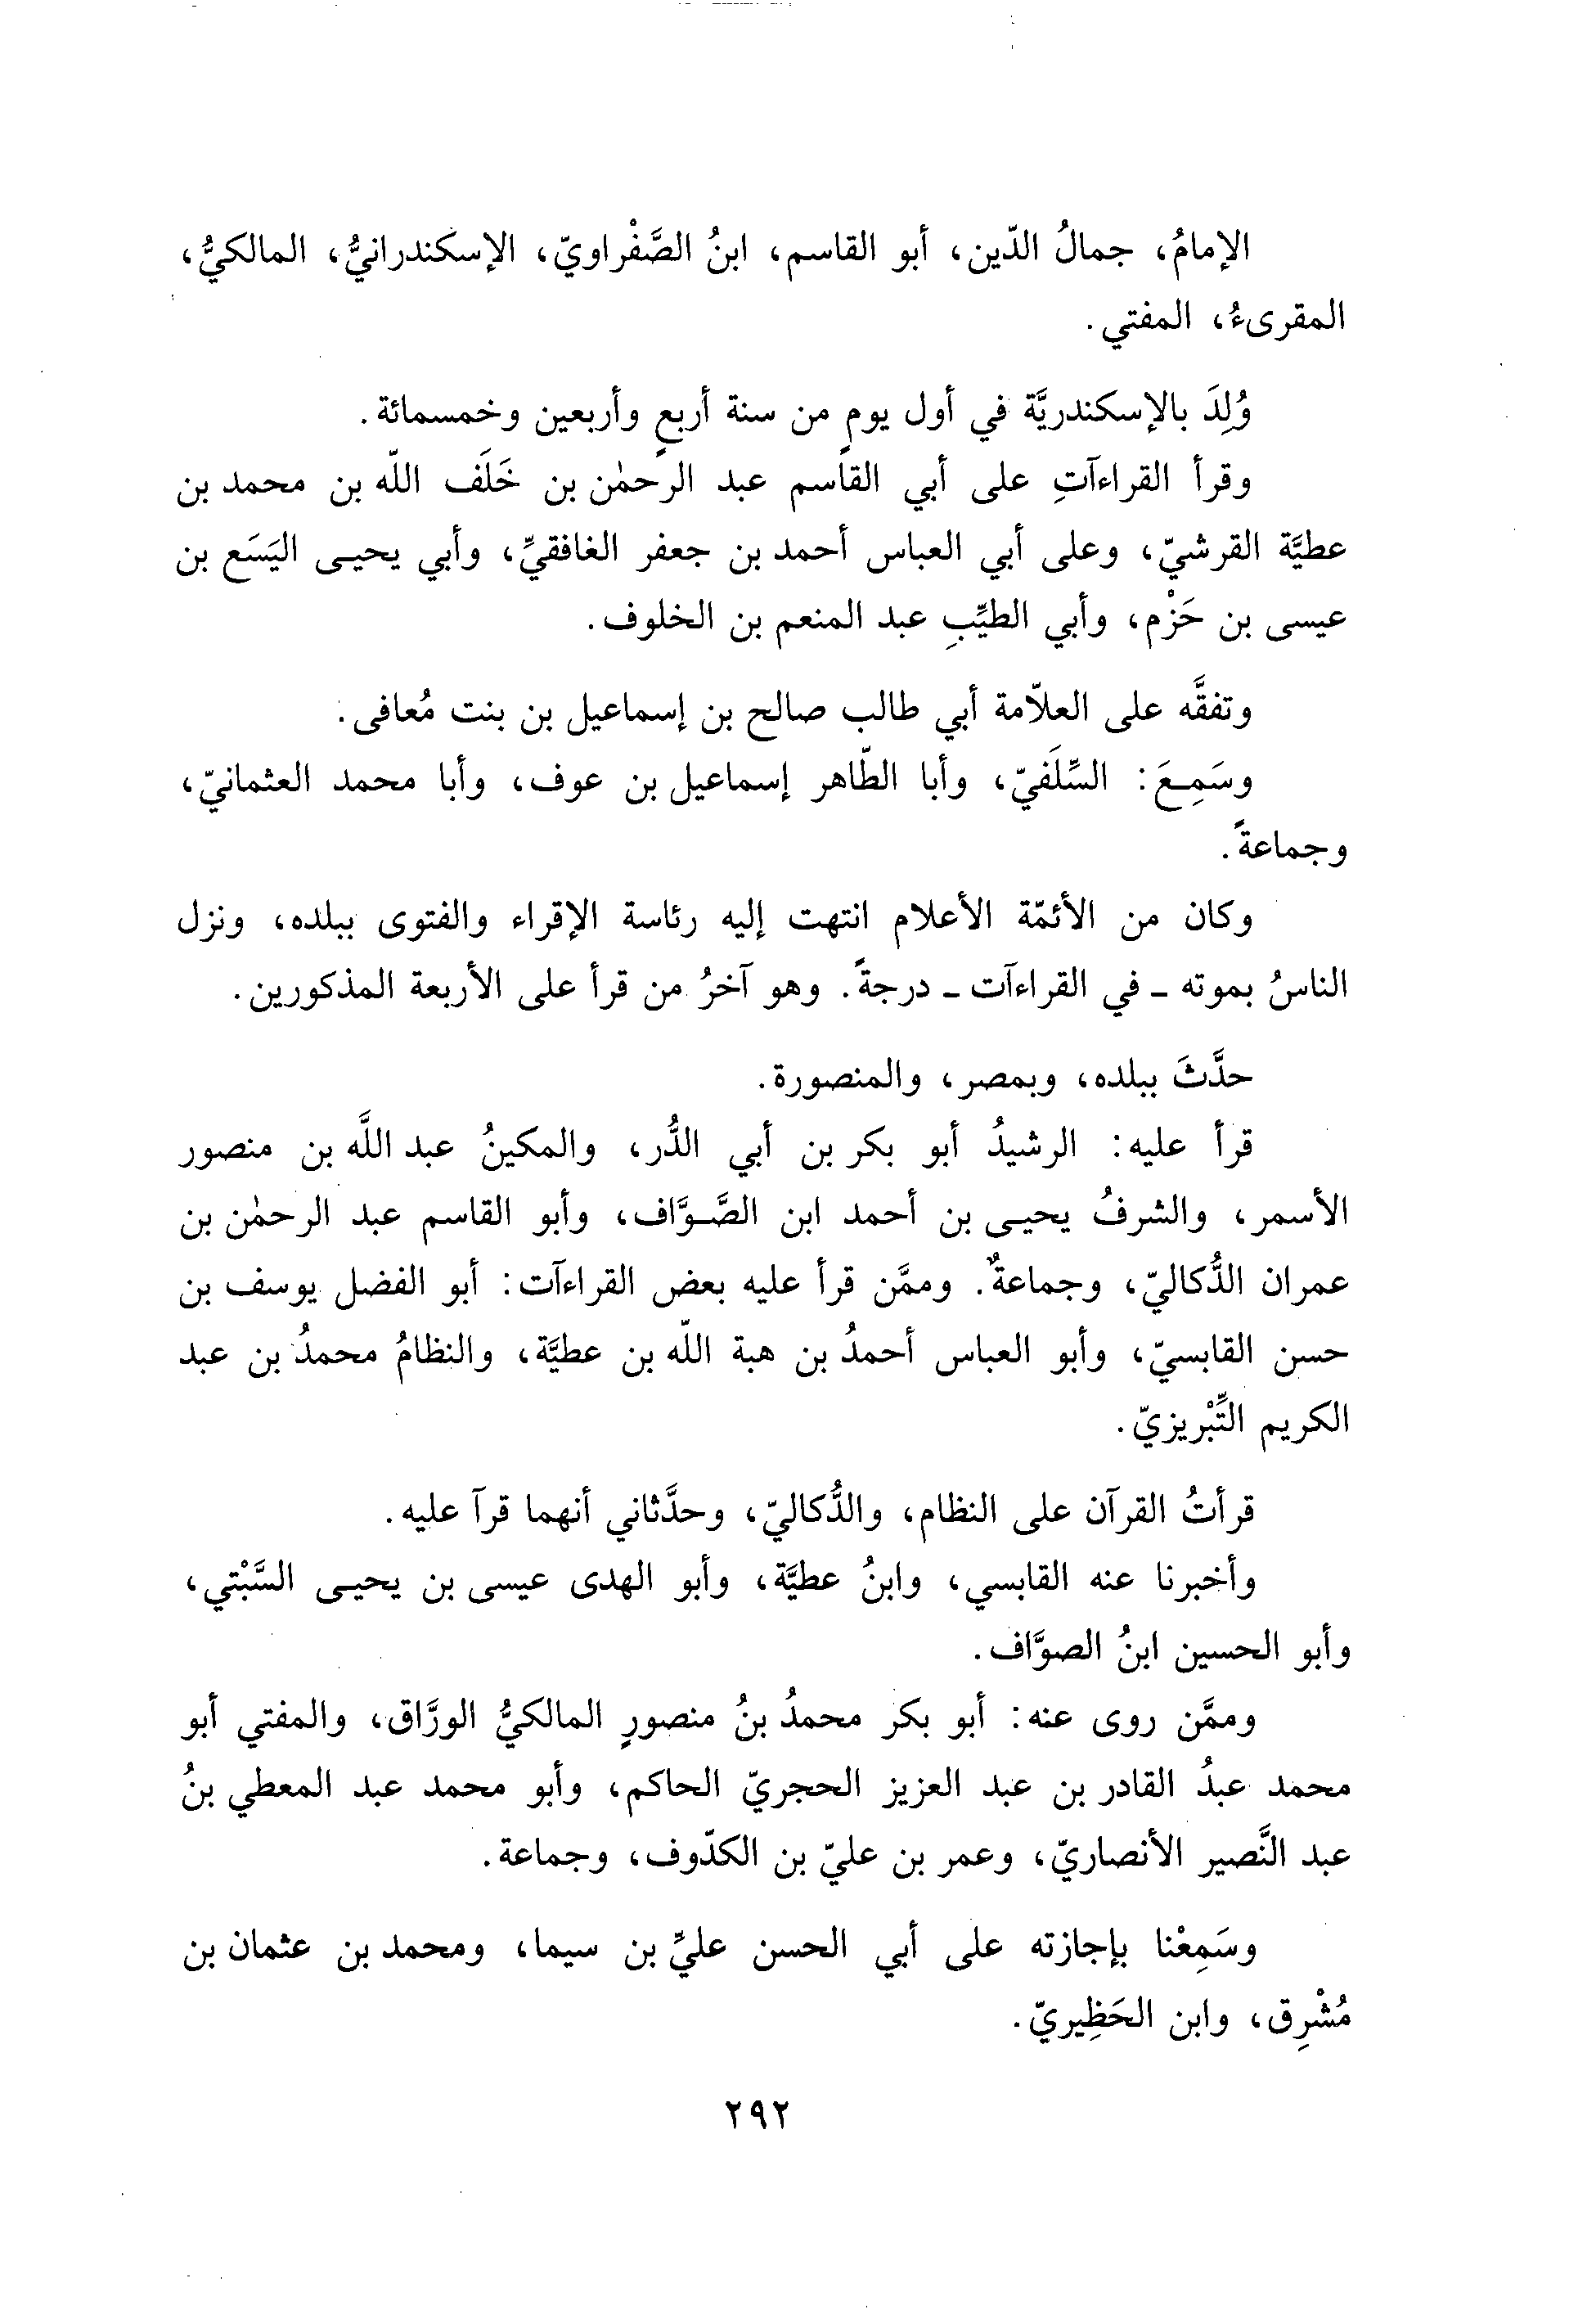 الإمامُ، جمالُ الدّين، أبو القاسم، ابنُ الصَّفْراويّ، الإسكندرانيُّ، المالكيُّ،
المقرىءُ، المفتي.
وُلِدَ بالإسكندريَّة في أول يومٍ من سنة أربعٍ وأربعين وخمسمائة.
وقرأ القراءآتِ على أبي القاسم عبد الرحمٰن بن خَلَف اللّه بن محمد بن
عطيَّة القرشيّ، وعلى أبي العباس أحمد بن جعفر الغافقيِّ، وأبي يحيى اليَسَع بن
عيسى بن حَزْم، وأبي الطيِّبِ عبد المنعم بن الخلوف.
وتفقَّه على العلاّمة أبي طالب صالح بن إسماعيل بن بنت مُعافى.
وسَمِعَ: السِّلَفيّ، وأبا الطّاهر إسماعيل بن عوف، وأبا محمد العثمانيّ،
وجماعةً.
وكان من الأئمّة الأعلام انتهت إليه رئاسة الإقراء والفتوى ببلده، ونزل
الناسُ بموته - في القراءآت - درجةً. وهو آخرُ من قرأ على الأربعة المذكورين.
حدَّثَ ببلده، وبمصر، والمنصورة.
قرأ عليه: الرشيدُ أبو بكر بن أبي الدُّر، والمكينُ عبد اللَّه بن منصور
الأسمر، والشرفُ يحيى بن أحمد ابن الصَّوَّاف، وأبو القاسم عبد الرحمٰن بن
عمران الدُّكاليّ، وجماعةٌ. وممَّن قرأ عليه بعض القراءآت: أبو الفضل يوسف بن
حسن القابسيّ، وأبو العباس أحمدُ بن هبة اللّه بن عطيَّة، والنظامُ محمدُ بن عبد
الكريم التِّبْريزيّ.
قرأتُ القرآن على النظام، والدُّكاليّ، وحدَّثاني أنهما قرآ عليه.
وأخبرنا عنه القابسي، وابنُ عطيَّة، وأبو الهدى عيسى بن يحيى السَّبْتي،
وأبو الحسين ابنُ الصوَّاف.
وممَّن روى عنه: أبو بكر محمدُ بنُ منصورٍ المالكيُّ الورَّاق، والمفتي أبو
محمد عبدُ القادر بن عبد العزيز الحجريّ الحاكم، وأبو محمد عبد المعطي بنُ
عبد النَّصير الأنصاريّ، وعمر بن عليّ بن الكدّوف، وجماعة.
وسَمِعْنا بإجازته على أبي الحسن عليِّ بن سيما، ومحمد بن عثمان بن
مُشْرِق، وابن الحَظِيريّ.
٢٩٢